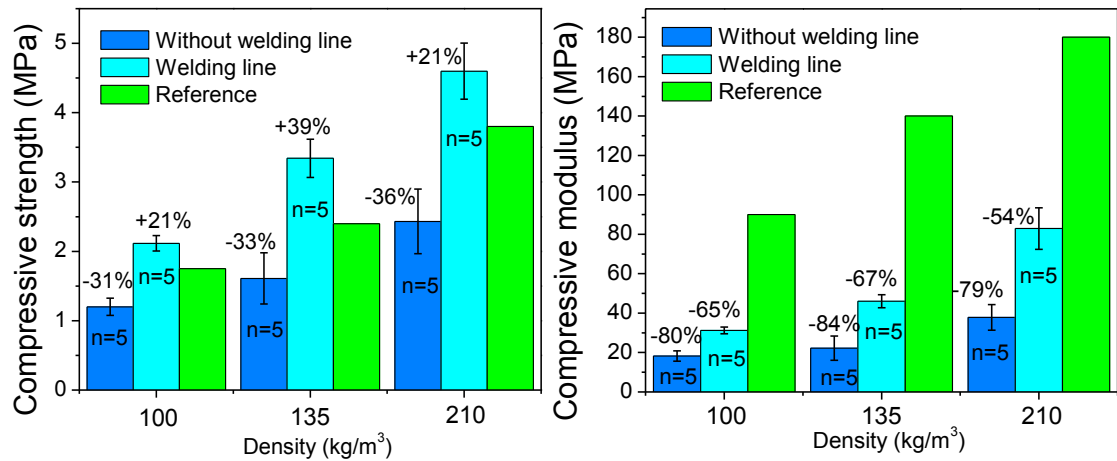 Compressive strength (MPa)
5
4
3
2
1
0
Without welding line
Welding line
Reference
-31%
+21%
-33%
+39%
-36%
+21%
n=5
n=5
n=5
n=5
n=5
n=5
100
135
210
Density (kg/m³)
Compressive modulus (MPa)
180
160
140
120
100
80
60
40
20
0
Without welding line
Welding line
Reference
-80%
-65%
-84%
-67%
-79%
-54%
n=5
n=5
n=5
n=5
n=5
n=5
100
135
210
Density (kg/m³)